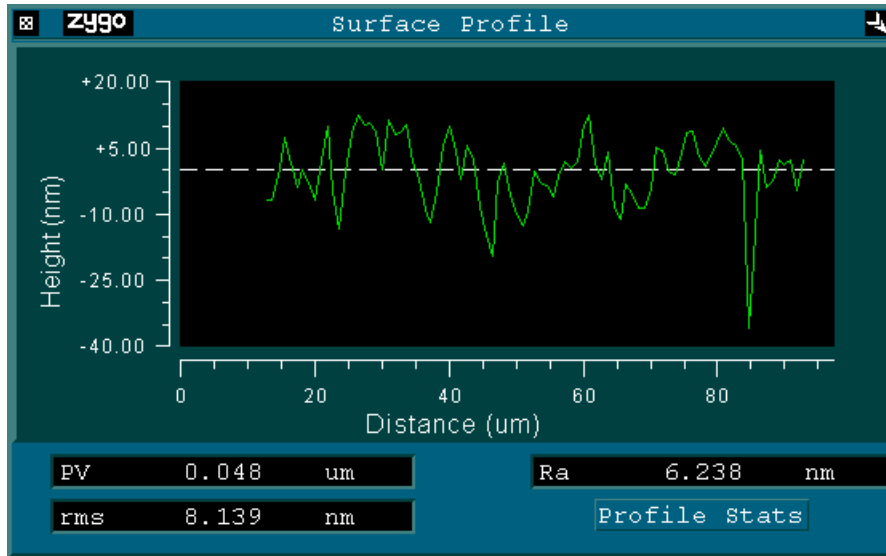 zygo Surface Profile
+20.00
+5.00
-10.00
-25.00
-40.00
Height (nm)
0 20 40 60 80
Distance (um)
PV 0.048 um Ra 6.238 nm
rms 8.139 nm Profile Stats